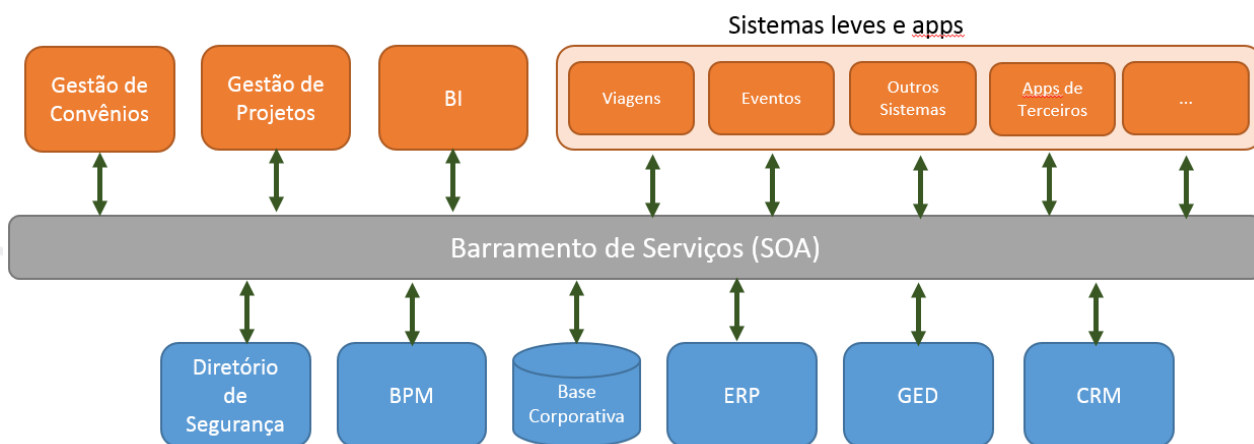 Sistemas leves e apps
Gestão de
Convênios
Gestão de
Projetos
BI
Viagens
Eventos
Outros
Sistemas
Apps de
Terceiros
...
Barramento de Serviços (SOA)
Diretório
de
Segurança
BPM
Base
Corporativa
ERP
GED
CRM